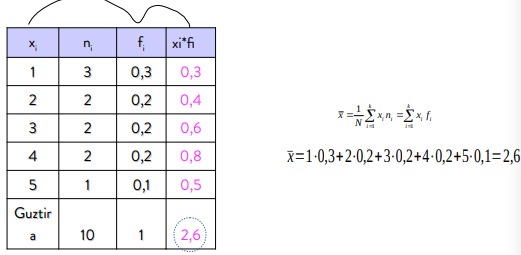 xᵢ nᵢ fᵢ xi*fi
1 3 0,3 0,3
2 2 0,2 0,4
3 2 0,2 0,6
4 2 0,2 0,8
5 1 0,1 0,5
Guztir
a 10 1 2,6
x̄ = 1/N ∑ᵢ₌₁ᵏ xᵢ nᵢ = ∑ᵢ₌₁ᵏ xᵢ fᵢ
x̄=1·0,3+2·0,2+3·0,2+4·0,2+5·0,1=2,6